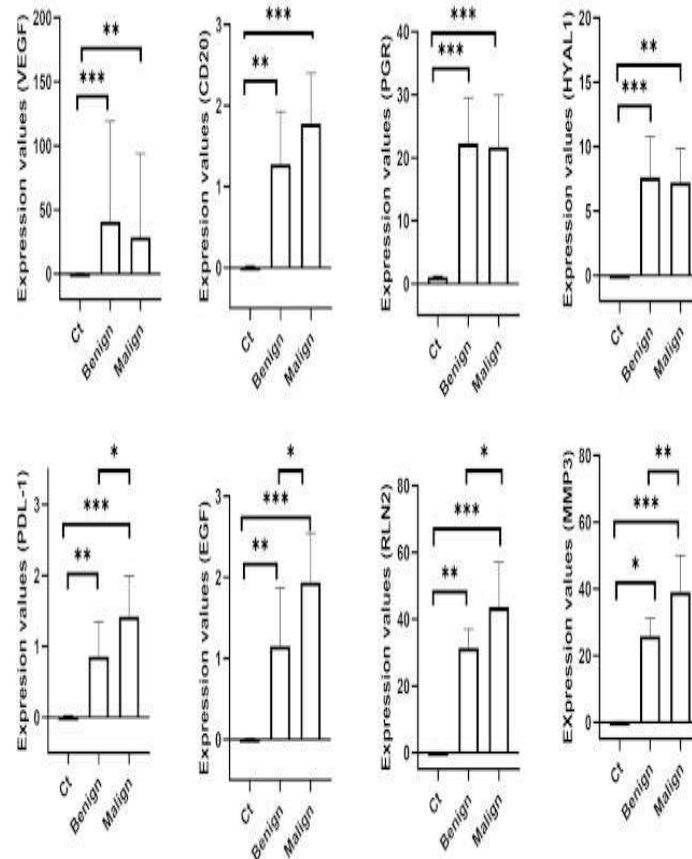 Expression values (VEGF)
200
150
100
50
0
**
***
Ct
Benign
Malign
Expression values (CD20)
3
2
1
0
***
**
Ct
Benign
Malign
Expression values (PGR)
40
30
20
10
0
***
***
Ct
Benign
Malign
Expression values (HYAL1)
20
15
10
5
0
**
***
Ct
Benign
Malign
Expression values (PDL-1)
3
2
1
0
*
***
**
Ct
Benign
Malign
Expression values (EGF)
3
2
1
0
*
***
**
Ct
Benign
Malign
Expression values (RLN2)
80
60
40
20
0
*
***
**
Ct
Benign
Malign
EXpression values (MMP3)
80
60
40
20
0
**
***
*
Ct
Benign
Malign